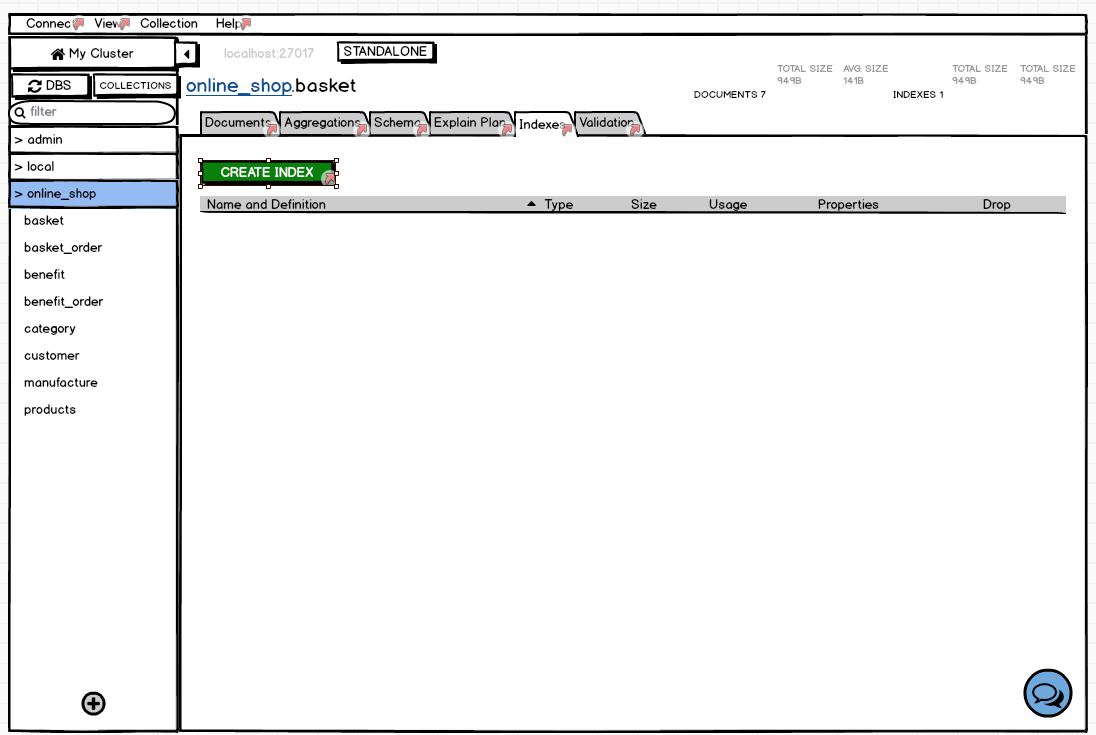 Connect View Collection Help
My Cluster
localhost:27017 STANDALONE
DBS COLLECTIONS
filter
> admin
> local
> online_shop
basket
basket_order
benefit
benefit_order
category
customer
manufacture
products
online_shop.basket
DOCUMENTS 7
TOTAL SIZE AVG. SIZE
949B 141B
INDEXES 1
TOTAL SIZE TOTAL SIZE
949B 949B
Documents Aggregations Schema Explain Plan Indexes Validation
CREATE INDEX
Name and Definition Type Size Usage Properties Drop